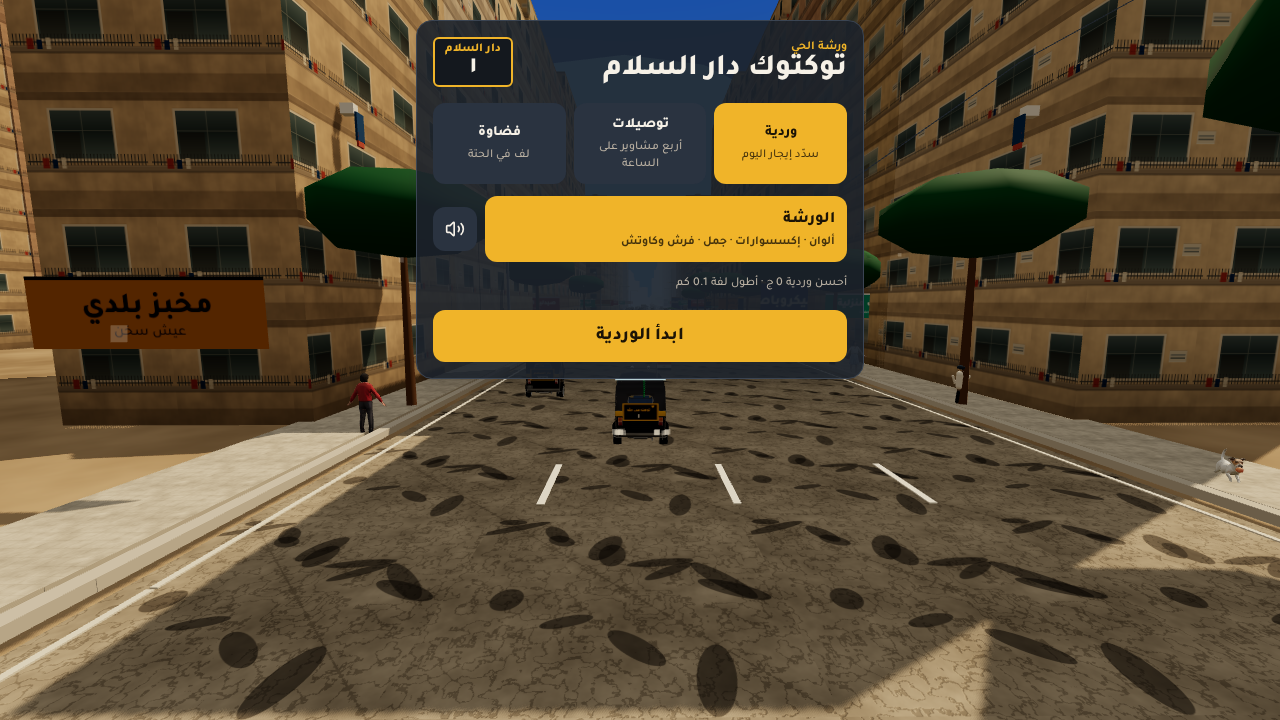 ورشة الحي
توكتوك دار السلام
دار السلام
١
وردية
سدّد إيجار اليوم
توصيلات
أربع مشاوير على
الساعة
فضاوة
لف في الحتة
الورشة
ألوان · إكسسوارات · جمل · فرش وكاوتش
أحسن وردية 0 ج · أطول لفة 0.1 كم
ابدأ الوردية
مخبز بلدي
عيش سخن